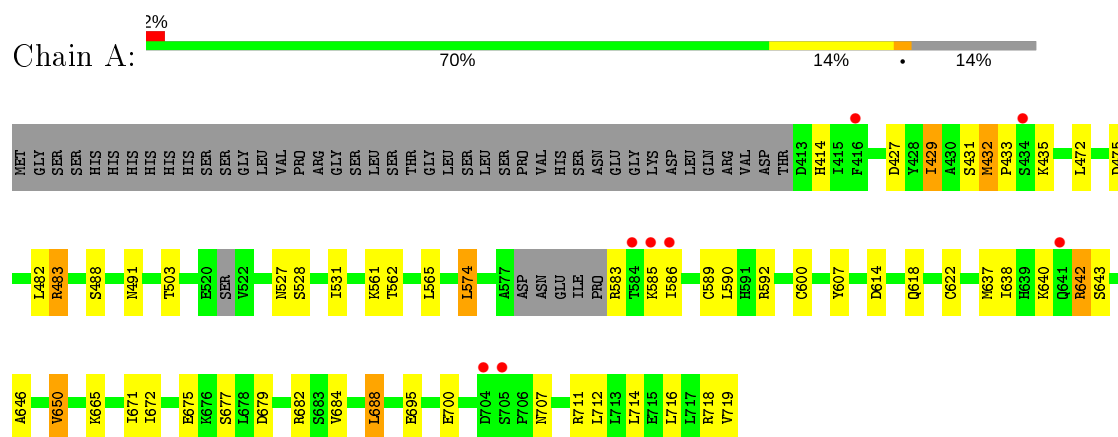 2%
Chain A:
70% 14% • 14%
MET GLY SER SER HIS HIS HIS HIS HIS HIS SER SER GLY LEU VAL PRO ARG GLY SER LEU SER THR GLY LEU SER LEU SER PRO VAL HIS SER ASN GLU GLY LYS ASP LEU GLN ARG VAL ASP THR D413 H414 I415 F416 D427 Y428 I429 A430 S431 M432 P433 S434 K435 L472 D475
L482 R483 S488 N491 T503 E520 SER V522 N527 S528 I531 K561 T562 L565 L574 A577 ASP ASN GLU ILE PRO R583 T584 K585 I586 C589 L590 H591 R592 C600 Y607 D614 Q618 C622 M637 I638 H639 K640 Q641 R642 S643
A646 V650 K665 I671 I672 E675 K676 S677 L678 D679 R682 S683 V684 L688 E695 E700 D704 S705 P706 N707 R711 L712 L713 L714 E715 L716 L717 R718 V719